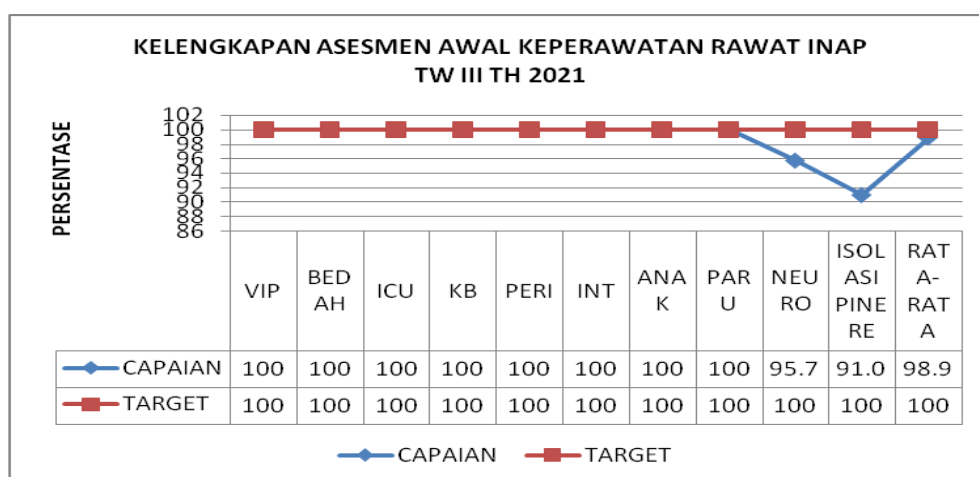 KELENGKAPAN ASESMEN AWAL KEPERAWATAN RAWAT INAP
TW III TH 2021
PERSENTASE
102
100
98
96
94
92
90
88
86
VIP
BED
AH
ICU
KB
PERI
INT
ANA
K
PAR
U
NEU
RO
ISOL
ASI
PINE
RE
RAT
A-
RAT
A
CAPAIAN 100 100 100 100 100 100 100 100 95.7 91.0 98.9
TARGET 100 100 100 100 100 100 100 100 100 100 100
CAPAIAN TARGET